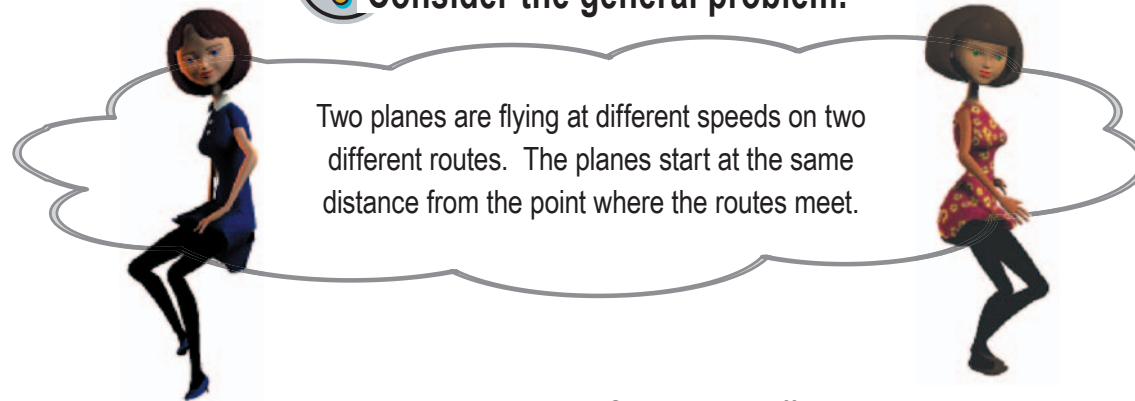 Consider the general problem.
Two planes are flying at different speeds on two
different routes. The planes start at the same
distance from the point where the routes meet.